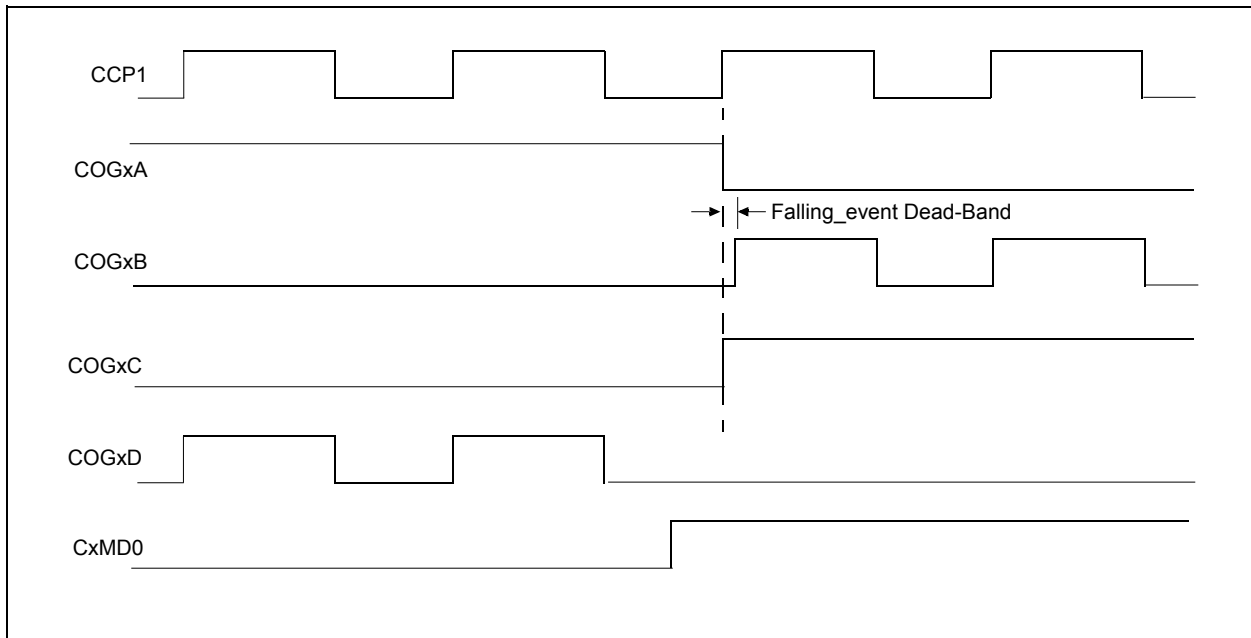 CCP1
COGxA
Falling_event Dead-Band
COGxB
COGxC
COGxD
CxMD0